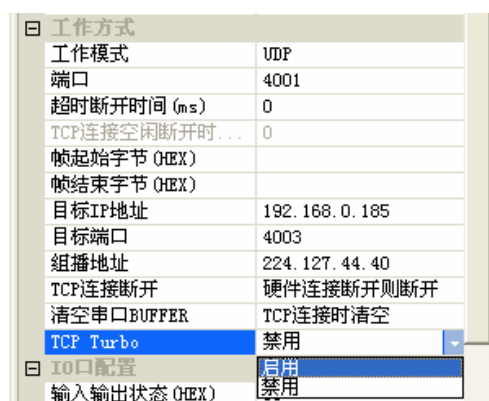 工作方式
工作模式 UDP
端口 4001
超时断开时间(ms) 0
TCP连接空闲断开时... 0
帧起始字节(HEX)
帧结束字节(HEX)
目标IP地址 192.168.0.185
目标端口 4003
组播地址 224.127.44.40
TCP连接断开 硬件连接断开则断开
清空串口BUFFER TCP连接时清空
TCP Turbo 禁用
IO口配置 启用
输入输出状态(HEX) 禁用